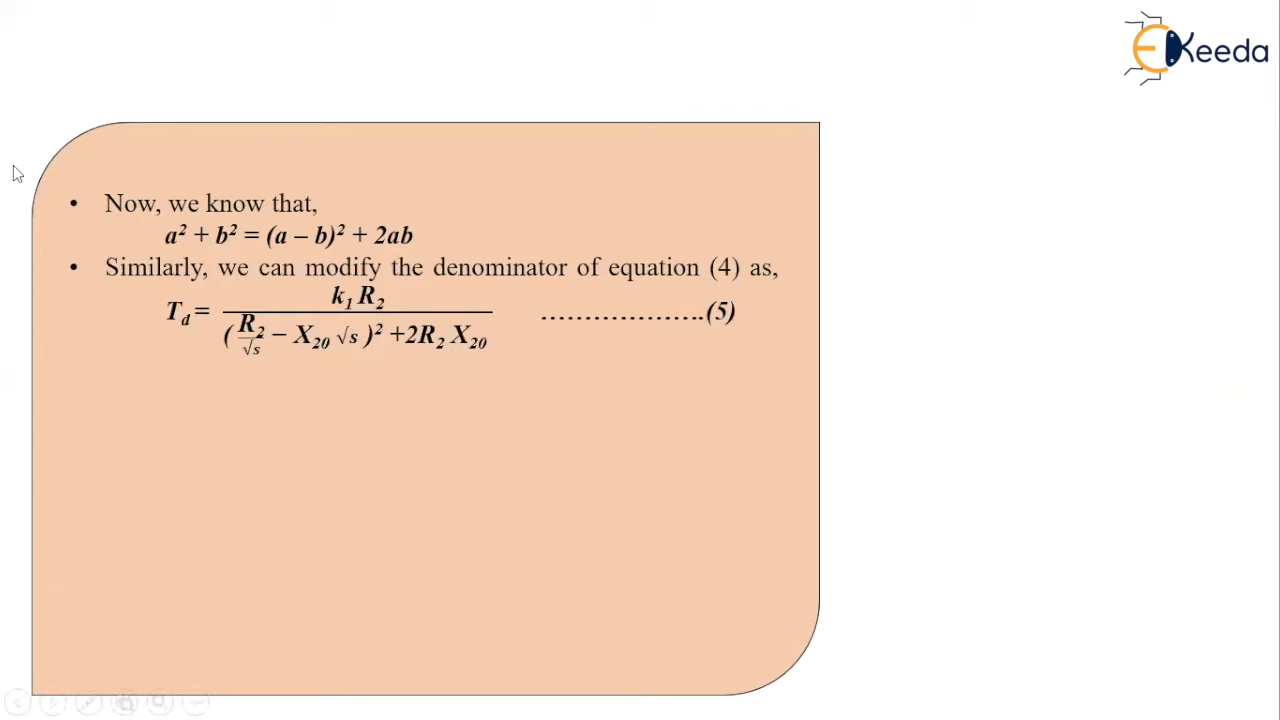 EKeeda
• Now, we know that,
a² + b² = (a – b)² + 2ab
• Similarly, we can modify the denominator of equation (4) as,
T_d = k₁ R₂ / (R₂/√s – X₂₀ √s )² +2R₂ X₂₀ ………………….(5)